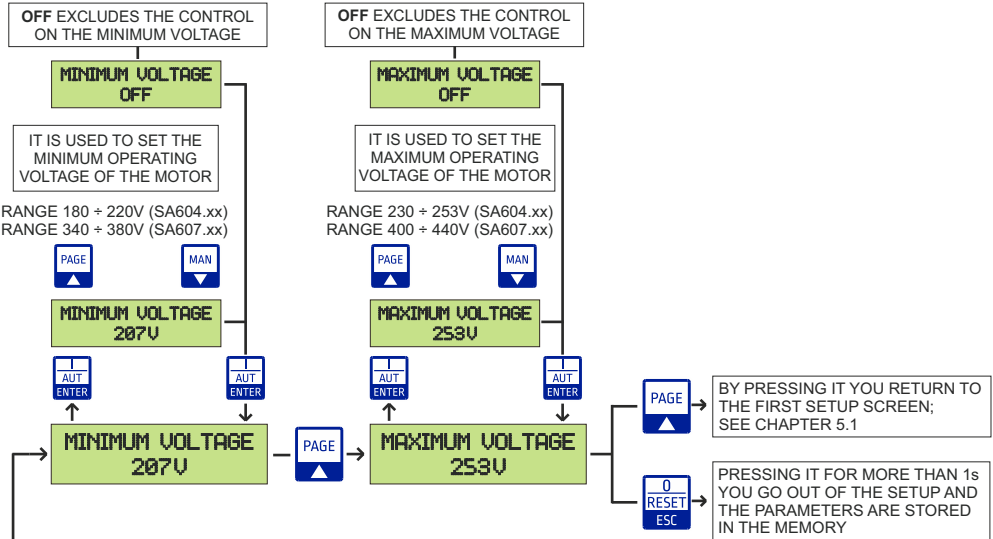 OFF EXCLUDES THE CONTROL
ON THE MINIMUM VOLTAGE
MINIMUM VOLTAGE
OFF
IT IS USED TO SET THE
MINIMUM OPERATING
VOLTAGE OF THE MOTOR
RANGE 180 ÷ 220V (SA604.xx)
RANGE 340 ÷ 380V (SA607.xx)
PAGE
MAN
MINIMUM VOLTAGE
207V
I
AUT
ENTER
I
AUT
ENTER
MINIMUM VOLTAGE
207V
PAGE
OFF EXCLUDES THE CONTROL
ON THE MAXIMUM VOLTAGE
MAXIMUM VOLTAGE
OFF
IT IS USED TO SET THE
MAXIMUM OPERATING
VOLTAGE OF THE MOTOR
RANGE 230 ÷ 253V (SA604.xx)
RANGE 400 ÷ 440V (SA607.xx)
PAGE
MAN
MAXIMUM VOLTAGE
253V
I
AUT
ENTER
I
AUT
ENTER
MAXIMUM VOLTAGE
253V
PAGE
BY PRESSING IT YOU RETURN TO
THE FIRST SETUP SCREEN;
SEE CHAPTER 5.1
0
RESET
ESC
PRESSING IT FOR MORE THAN 1s
YOU GO OUT OF THE SETUP AND
THE PARAMETERS ARE STORED
IN THE MEMORY